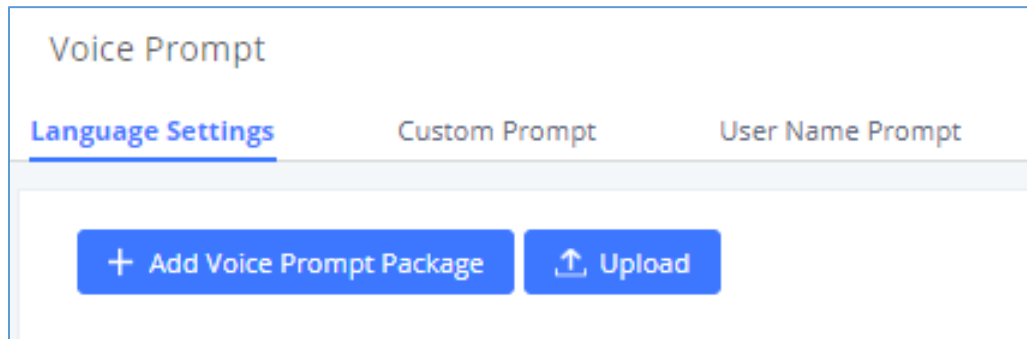 Voice Prompt
Language Settings Custom Prompt User Name Prompt
+ Add Voice Prompt Package Upload